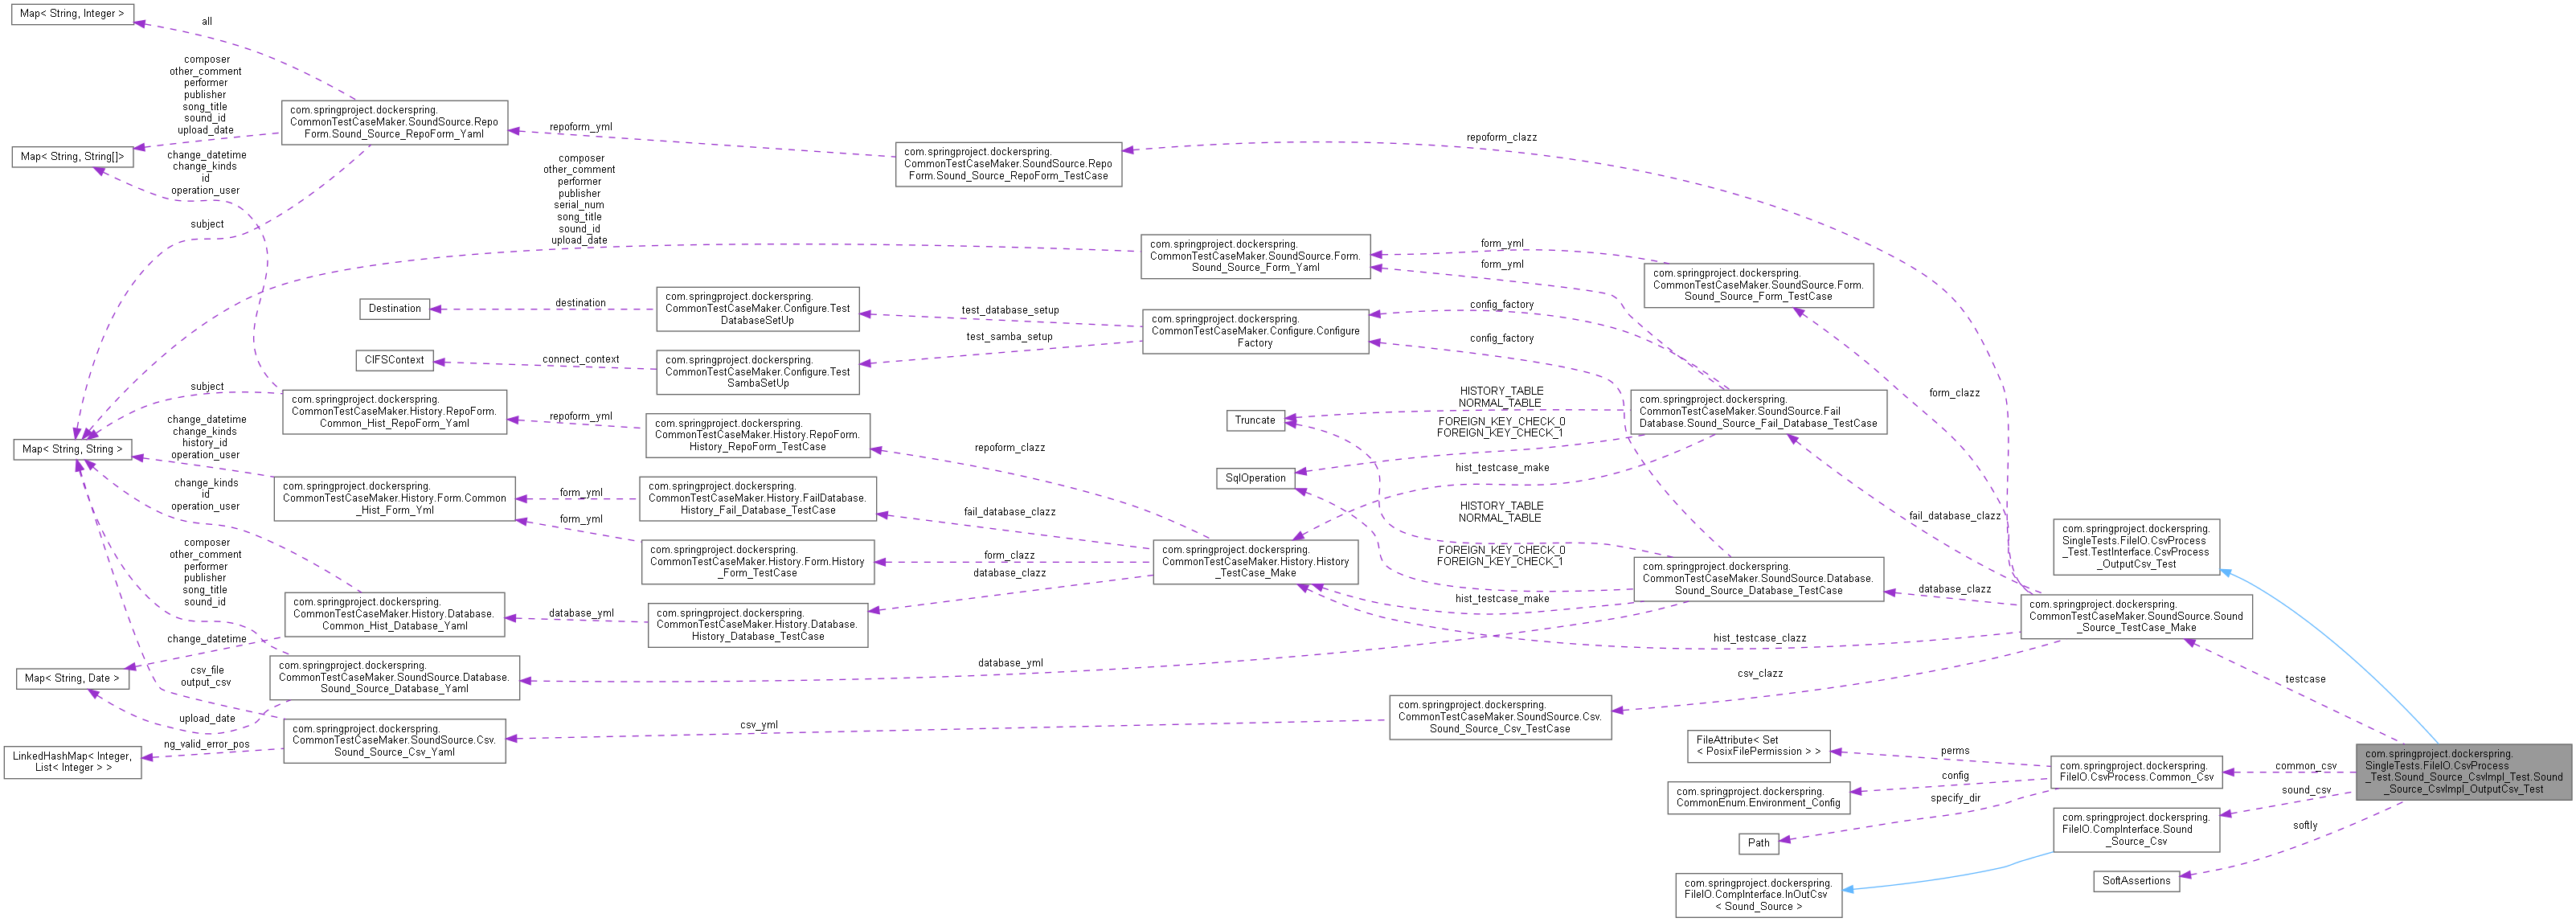 Map< String, Integer >
all
composer
other_comment
performer
publisher
song_title
sound_id
upload_date
com.springproject.dockerspring.
CommonTestCaseMaker.SoundSource.Repo
Form.Sound_Source_RepoForm_Yaml
repoform_yml
repoform_clazz
com.springproject.dockerspring.
CommonTestCaseMaker.SoundSource.Repo
Form.Sound_Source_RepoForm_TestCase
Map< String, String[]>
change_datetime
change_kinds
id
operation_user
subject
composer
other_comment
performer
publisher
serial_num
song_title
sound_id
upload_date
com.springproject.dockerspring.
CommonTestCaseMaker.SoundSource.Form.
Sound_Source_Form_Yaml
form_yml
form_yml
com.springproject.dockerspring.
CommonTestCaseMaker.SoundSource.Form.
Sound_Source_Form_TestCase
Destination
destination
com.springproject.dockerspring.
CommonTestCaseMaker.Configure.Test
DatabaseSetUp
test_database_setup
com.springproject.dockerspring.
CommonTestCaseMaker.Configure.Configure
Factory
config_factory
config_factory
CIFSContext
connect_context
com.springproject.dockerspring.
CommonTestCaseMaker.Configure.Test
SambaSetUp
test_samba_setup
form_clazz
subject
com.springproject.dockerspring.
CommonTestCaseMaker.History.RepoForm.
Common_Hist_RepoForm_Yaml
repoform_yml
com.springproject.dockerspring.
CommonTestCaseMaker.History.RepoForm.
History_RepoForm_TestCase
repoform_clazz
Truncate
HISTORY_TABLE
NORMAL_TABLE
FOREIGN_KEY_CHECK_0
FOREIGN_KEY_CHECK_1
com.springproject.dockerspring.
CommonTestCaseMaker.SoundSource.Fail
Database.Sound_Source_Fail_Database_TestCase
Map< String, String >
change_datetime
change_kinds
history_id
operation_user
com.springproject.dockerspring.
CommonTestCaseMaker.History.Form.Common
_Hist_Form_Yml
form_yml
com.springproject.dockerspring.
CommonTestCaseMaker.History.FailDatabase.
History_Fail_Database_TestCase
fail_database_clazz
SqlOperation
hist_testcase_make
HISTORY_TABLE
NORMAL_TABLE
fail_database_clazz
change_kinds
id
operation_user
form_yml
com.springproject.dockerspring.
CommonTestCaseMaker.History.Form.History
_Form_TestCase
form_clazz
com.springproject.dockerspring.
CommonTestCaseMaker.History.History
_TestCase_Make
FOREIGN_KEY_CHECK_0
FOREIGN_KEY_CHECK_1
com.springproject.dockerspring.
CommonTestCaseMaker.SoundSource.Database.
Sound_Source_Database_TestCase
com.springproject.dockerspring.
SingleTests.FileIO.CsvProcess
_Test.TestInterface.CsvProcess
_OutputCsv_Test
composer
other_comment
performer
publisher
song_title
sound_id
com.springproject.dockerspring.
CommonTestCaseMaker.History.Database.
Common_Hist_Database_Yaml
database_yml
com.springproject.dockerspring.
CommonTestCaseMaker.History.Database.
History_Database_TestCase
database_clazz
hist_testcase_make
database_clazz
com.springproject.dockerspring.
CommonTestCaseMaker.SoundSource.Sound
_Source_TestCase_Make
change_datetime
hist_testcase_clazz
Map< String, Date >
csv_file
output_csv
com.springproject.dockerspring.
CommonTestCaseMaker.SoundSource.Database.
Sound_Source_Database_Yaml
database_yml
csv_clazz
testcase
upload_date
LinkedHashMap< Integer,
List< Integer > >
ng_valid_error_pos
com.springproject.dockerspring.
CommonTestCaseMaker.SoundSource.Csv.
Sound_Source_Csv_Yaml
csv_yml
com.springproject.dockerspring.
CommonTestCaseMaker.SoundSource.Csv.
Sound_Source_Csv_TestCase
FileAttribute< Set
< PosixFilePermission > >
perms
com.springproject.dockerspring.
FileIO.CsvProcess.Common_Csv
common_csv
com.springproject.dockerspring.
SingleTests.FileIO.CsvProcess
_Test.Sound_Source_CsvImpl_Test.Sound
_Source_CsvImpl_OutputCsv_Test
config
com.springproject.dockerspring.
CommonEnum.Environment_Config
specify_dir
sound_csv
Path
com.springproject.dockerspring.
FileIO.CompInterface.Sound
_Source_Csv
softly
com.springproject.dockerspring.
FileIO.CompInterface.InOutCsv
< Sound_Source >
SoftAssertions